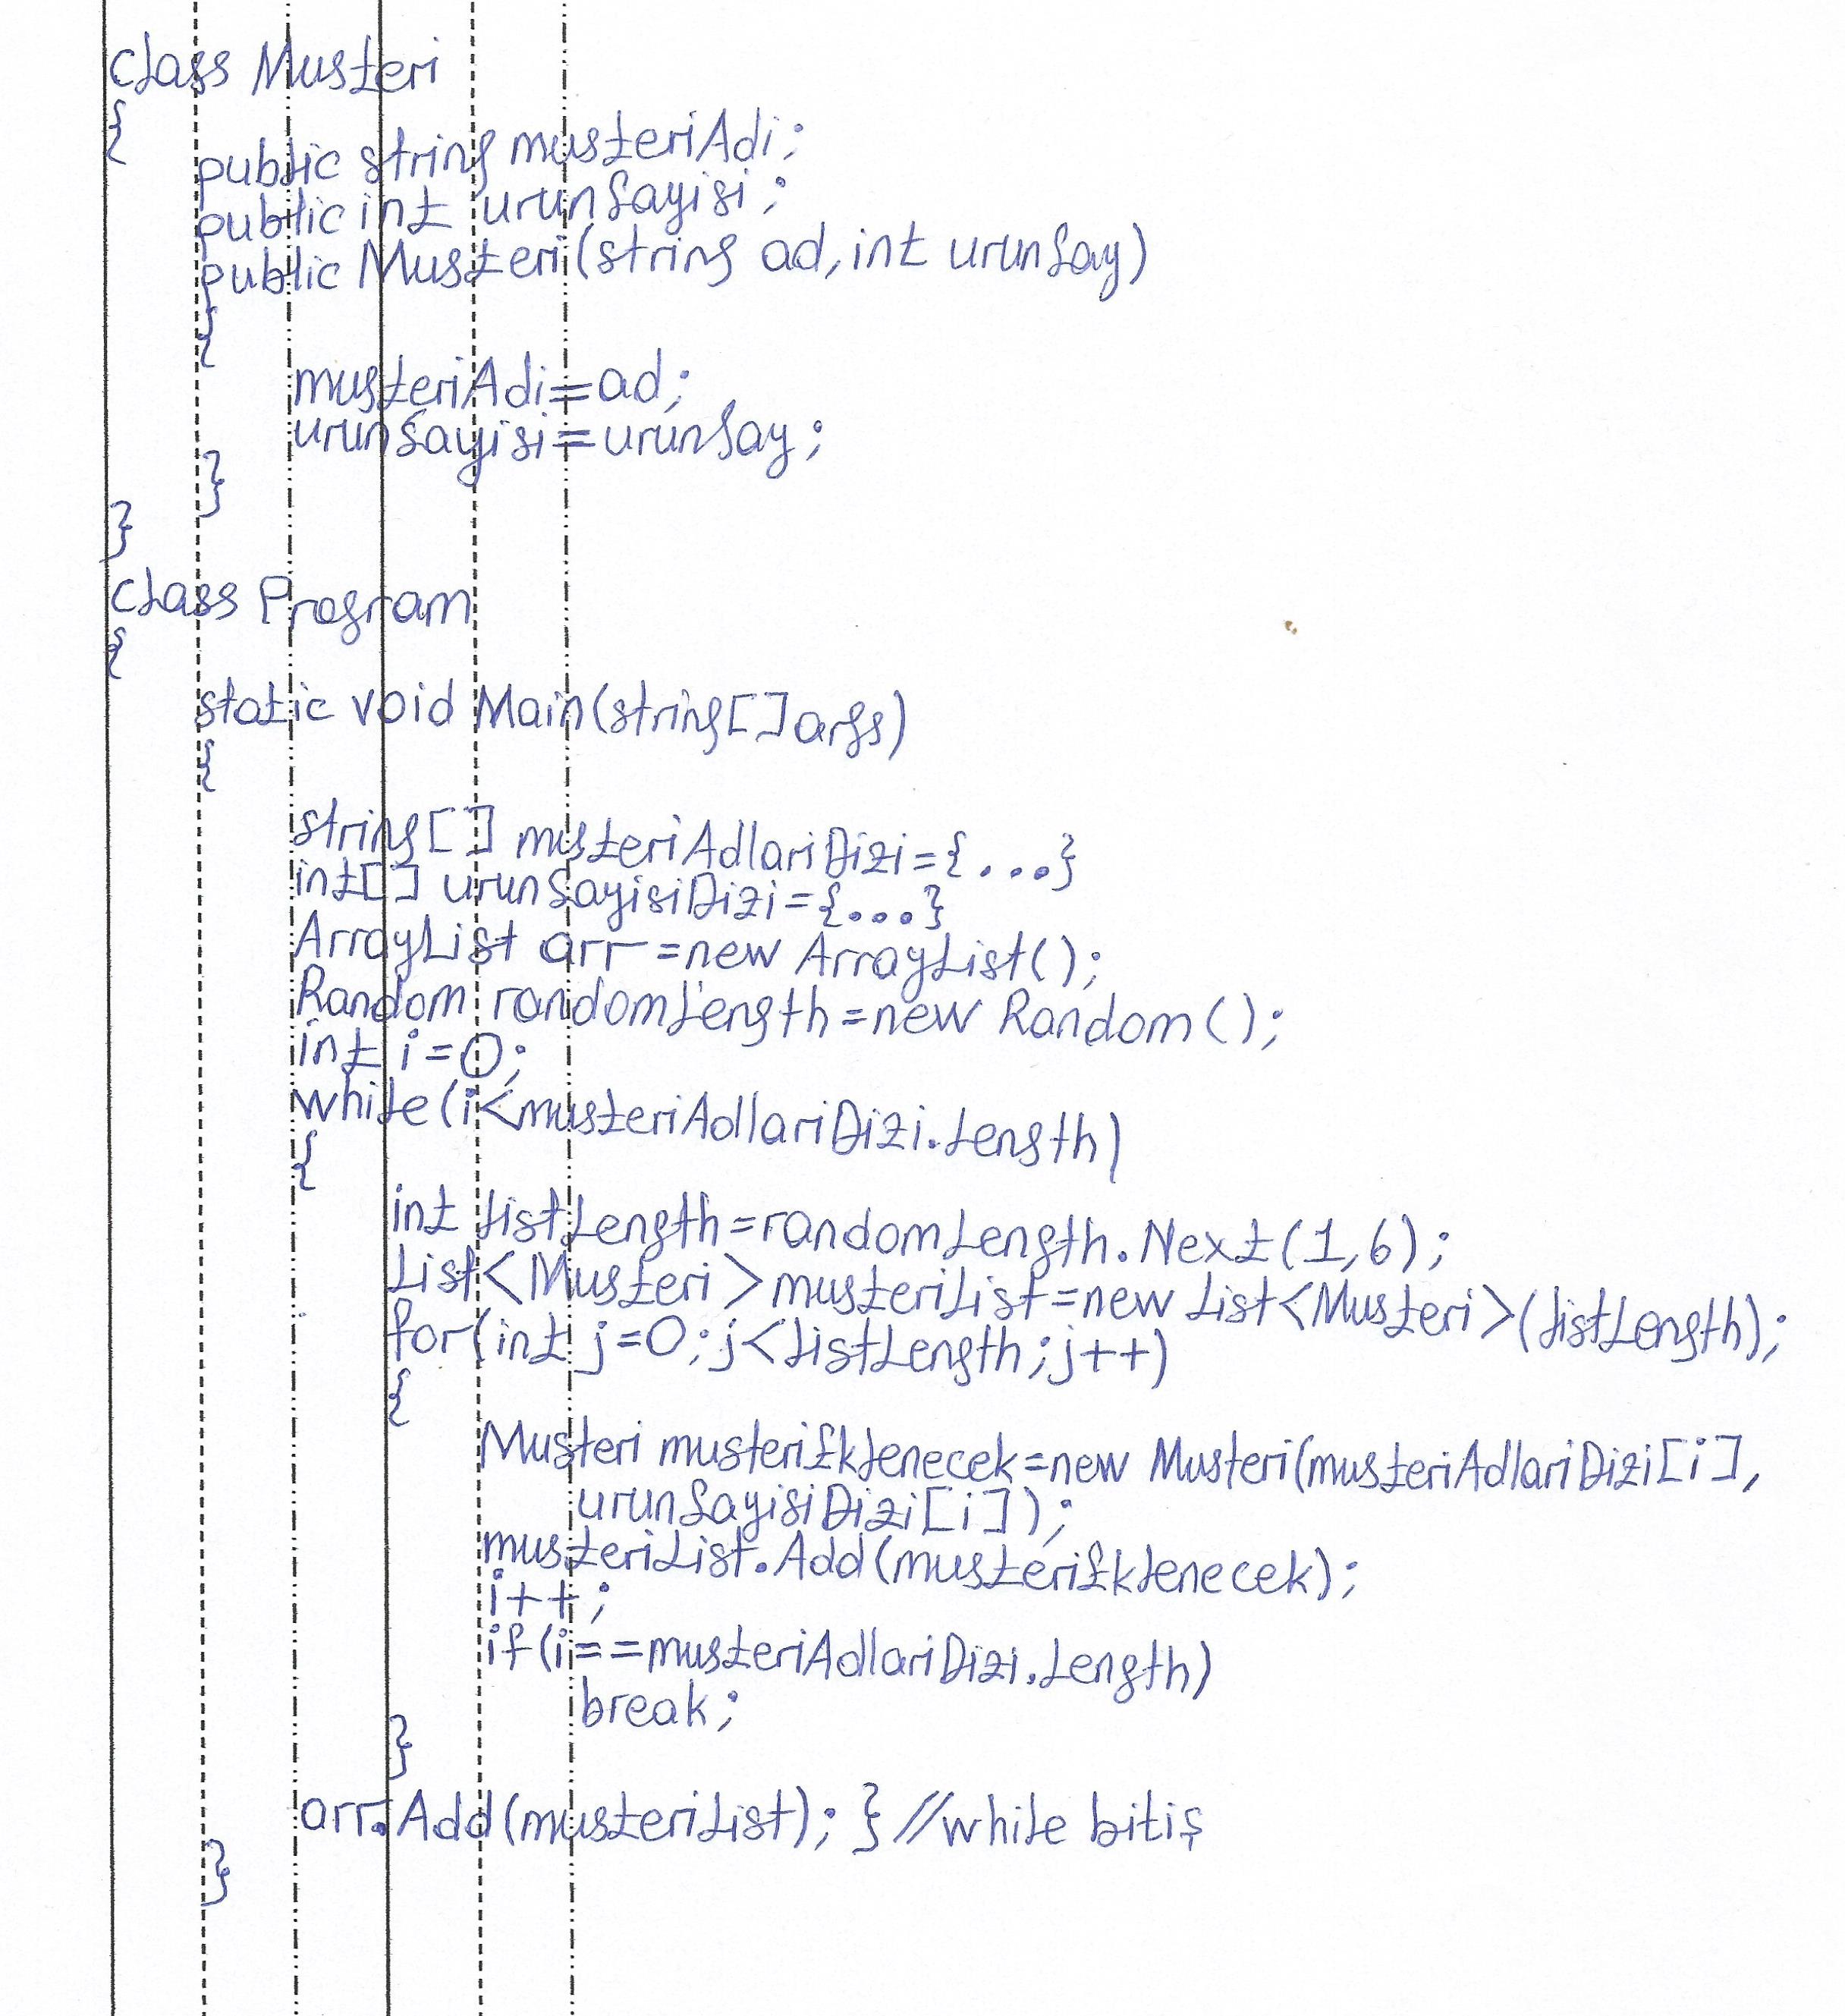 class Musteri
{
public string musteriAdi;
public int urunSayisi;
public Musteri(string ad, int urunSay)
{
musteriAdi=ad;
urunSayisi=urunSay;
}
}
class Program
{
static void Main(string[] args)
{
string[] musteriAdlariDizi={...}
int[] urunSayisiDizi={...}
ArrayList arr=new ArrayList();
Random randomLength=new Random();
int i=0;
while(i<musteriAdlariDizi.Length)
{
int listLength=randomLength.Next(1,6);
List<Musteri>musteriList=new List<Musteri>(listLength);
for(int j=0;j<listLength;j++)
{
Musteri musteriEklenecek=new Musteri(musteriAdlariDizi[i],
urunSayisiDizi[i]);
musteriList.Add(musteriEklenecek);
i++;
if(i==musteriAdlariDizi.Length)
break;
}
arr.Add(musteriList); } //while bitiş
}